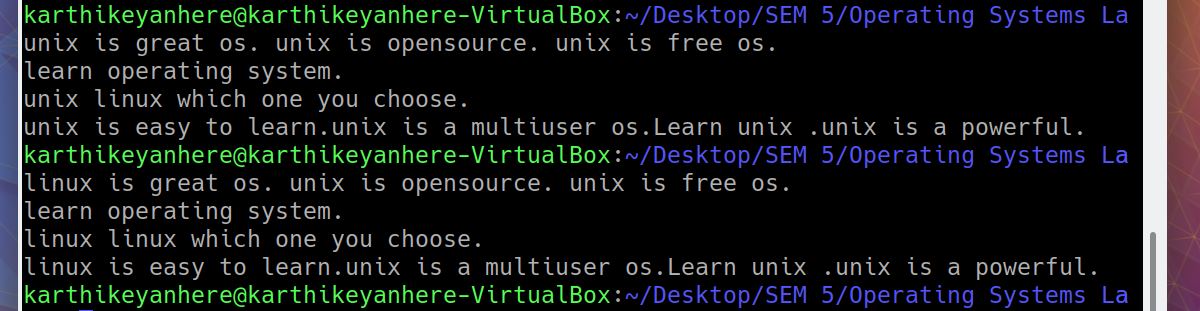 karthikeyanhere@karthikeyanhere-VirtualBox:~/Desktop/SEM 5/Operating Systems La
unix is great os. unix is opensource. unix is free os.
learn operating system.
unix linux which one you choose.
unix is easy to learn.unix is a multiuser os.Learn unix .unix is a powerful.
karthikeyanhere@karthikeyanhere-VirtualBox:~/Desktop/SEM 5/Operating Systems La
linux is great os. unix is opensource. unix is free os.
learn operating system.
linux linux which one you choose.
linux is easy to learn.unix is a multiuser os.Learn unix .unix is a powerful.
karthikeyanhere@karthikeyanhere-VirtualBox:~/Desktop/SEM 5/Operating Systems La